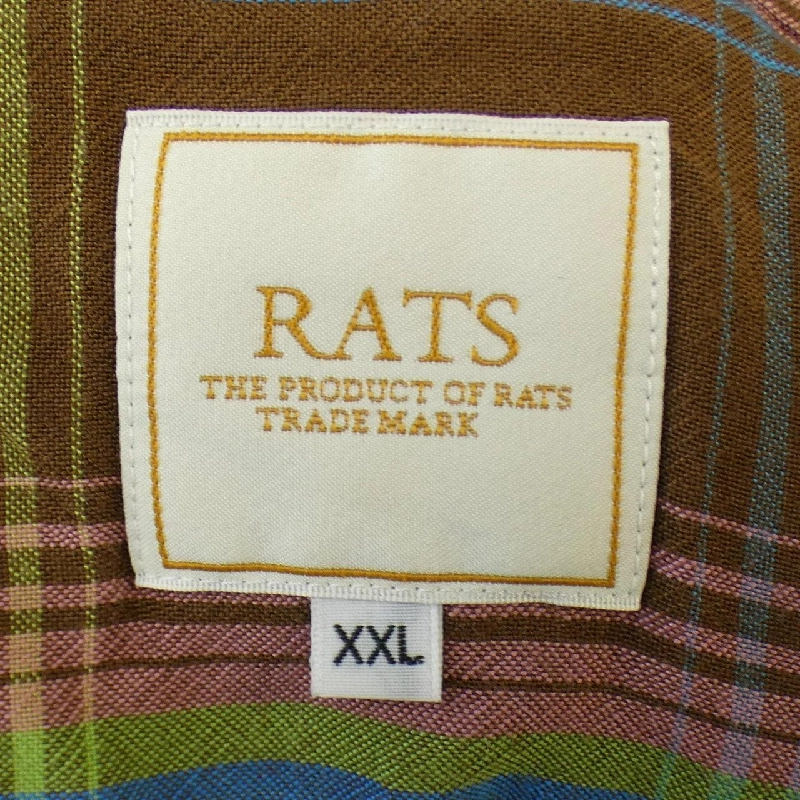 RATS
THE PRODUCT OF RATS
TRADE MARK
XXL